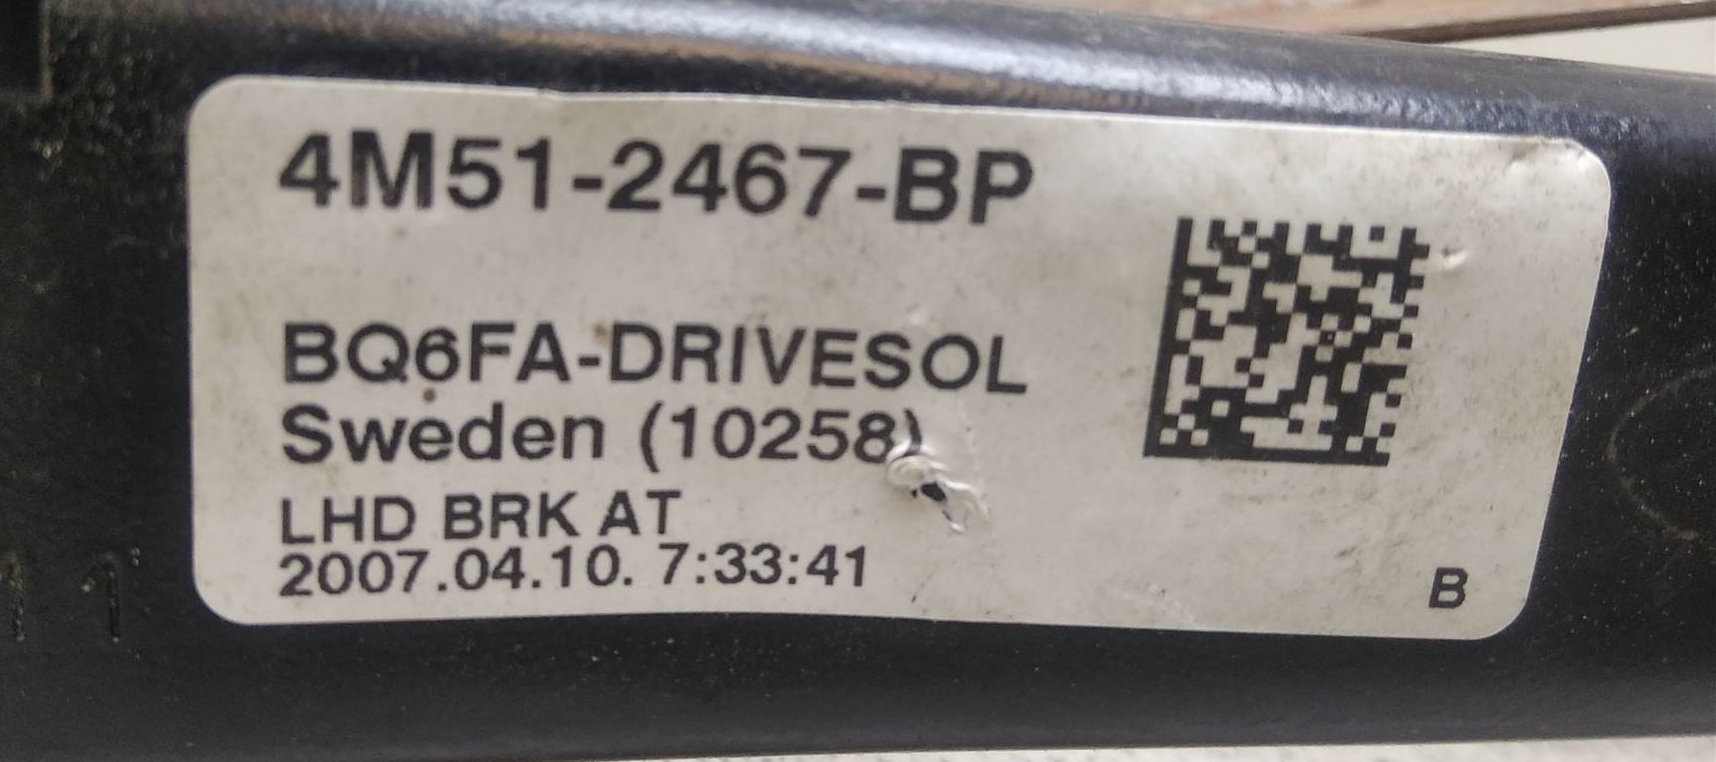 4M51-2467-BP
BQ6FA-DRIVESOL
Sweden (10258)
LHD BRK AT
2007.04.10. 7:33:41
B